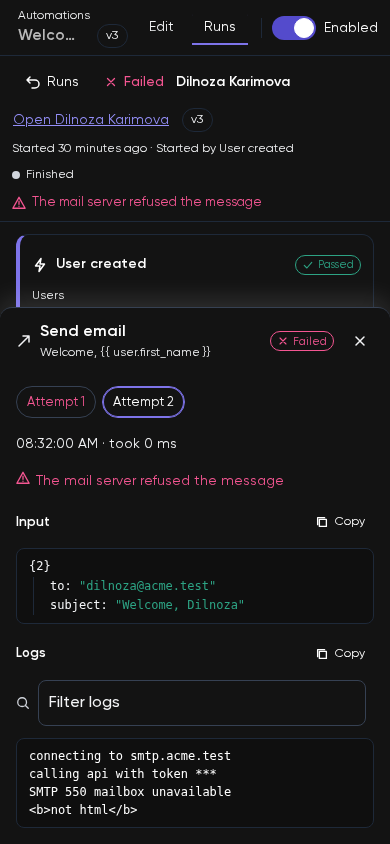 Automations
Welco...
v3
Edit
Runs
Enabled
Runs
Failed
Dilnoza Karimova
Open Dilnoza Karimova
v3
Started 30 minutes ago · Started by User created
Finished
The mail server refused the message
User created
Passed
Users
Send email
Welcome, {{ user.first_name }}
Failed
Attempt 1
Attempt 2
08:32:00 AM · took 0 ms
The mail server refused the message
Input
Copy
{2}
to: "dilnoza@acme.test"
subject: "Welcome, Dilnoza"
Logs
Copy
Filter logs
connecting to smtp.acme.test
calling api with token ***
SMTP 550 mailbox unavailable
<b>not html</b>